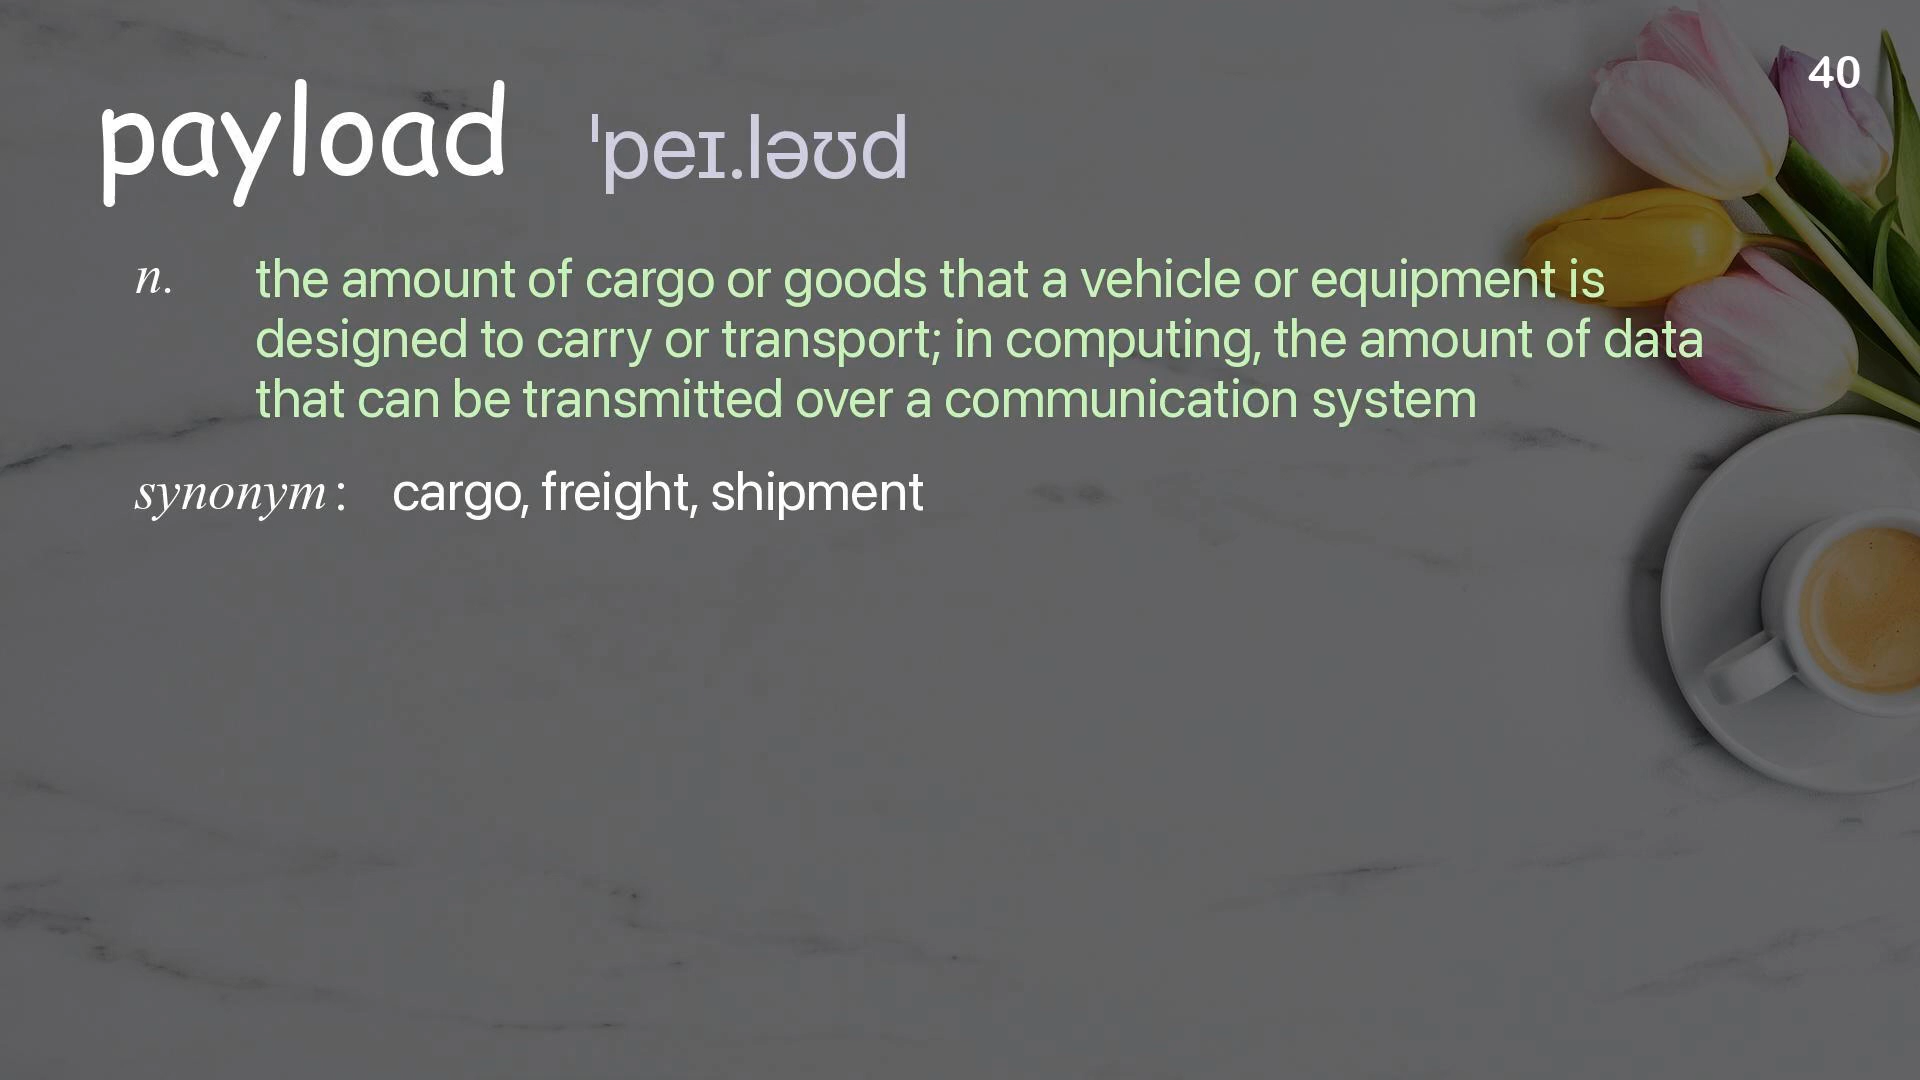 40
payload ˈpeɪ.ləʊd
n. the amount of cargo or goods that a vehicle or equipment is
designed to carry or transport; in computing, the amount of data
that can be transmitted over a communication system
synonym : cargo, freight, shipment